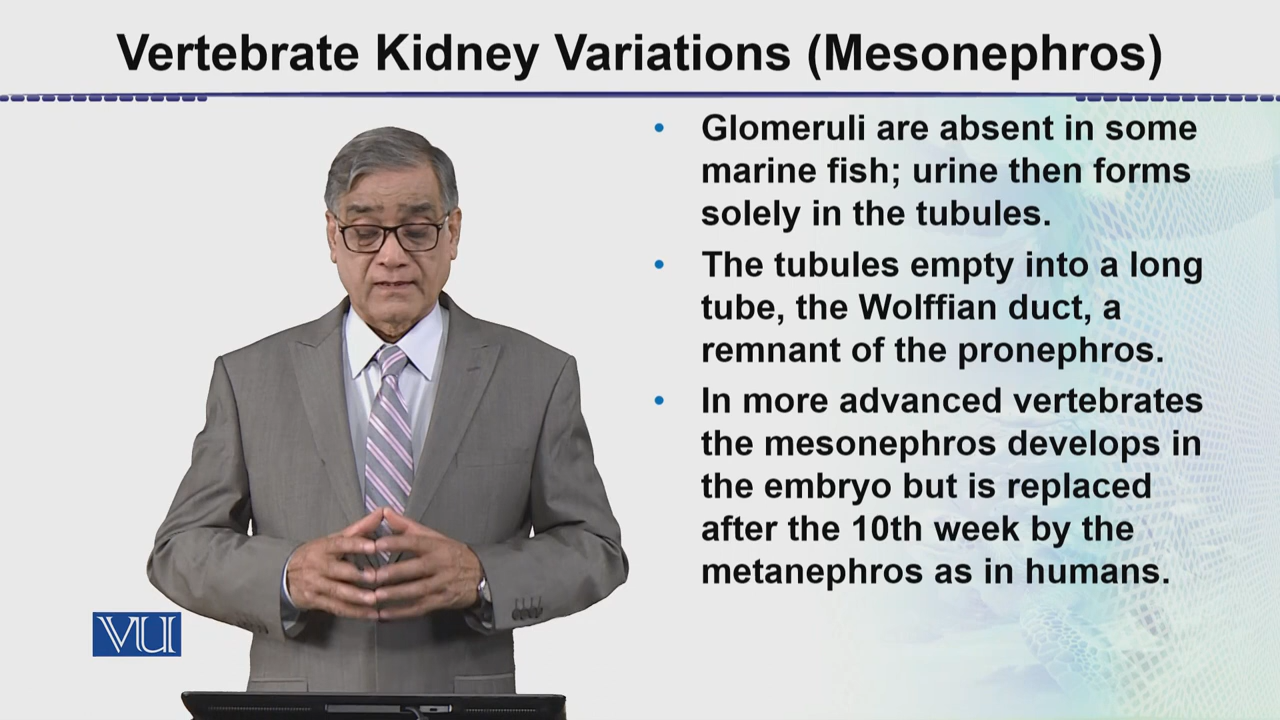 Vertebrate Kidney Variations (Mesonephros)
• Glomeruli are absent in some
marine fish; urine then forms
solely in the tubules.
• The tubules empty into a long
tube, the Wolffian duct, a
remnant of the pronephros.
• In more advanced vertebrates
the mesonephros develops in
the embryo but is replaced
after the 10th week by the
metanephros as in humans.
VU